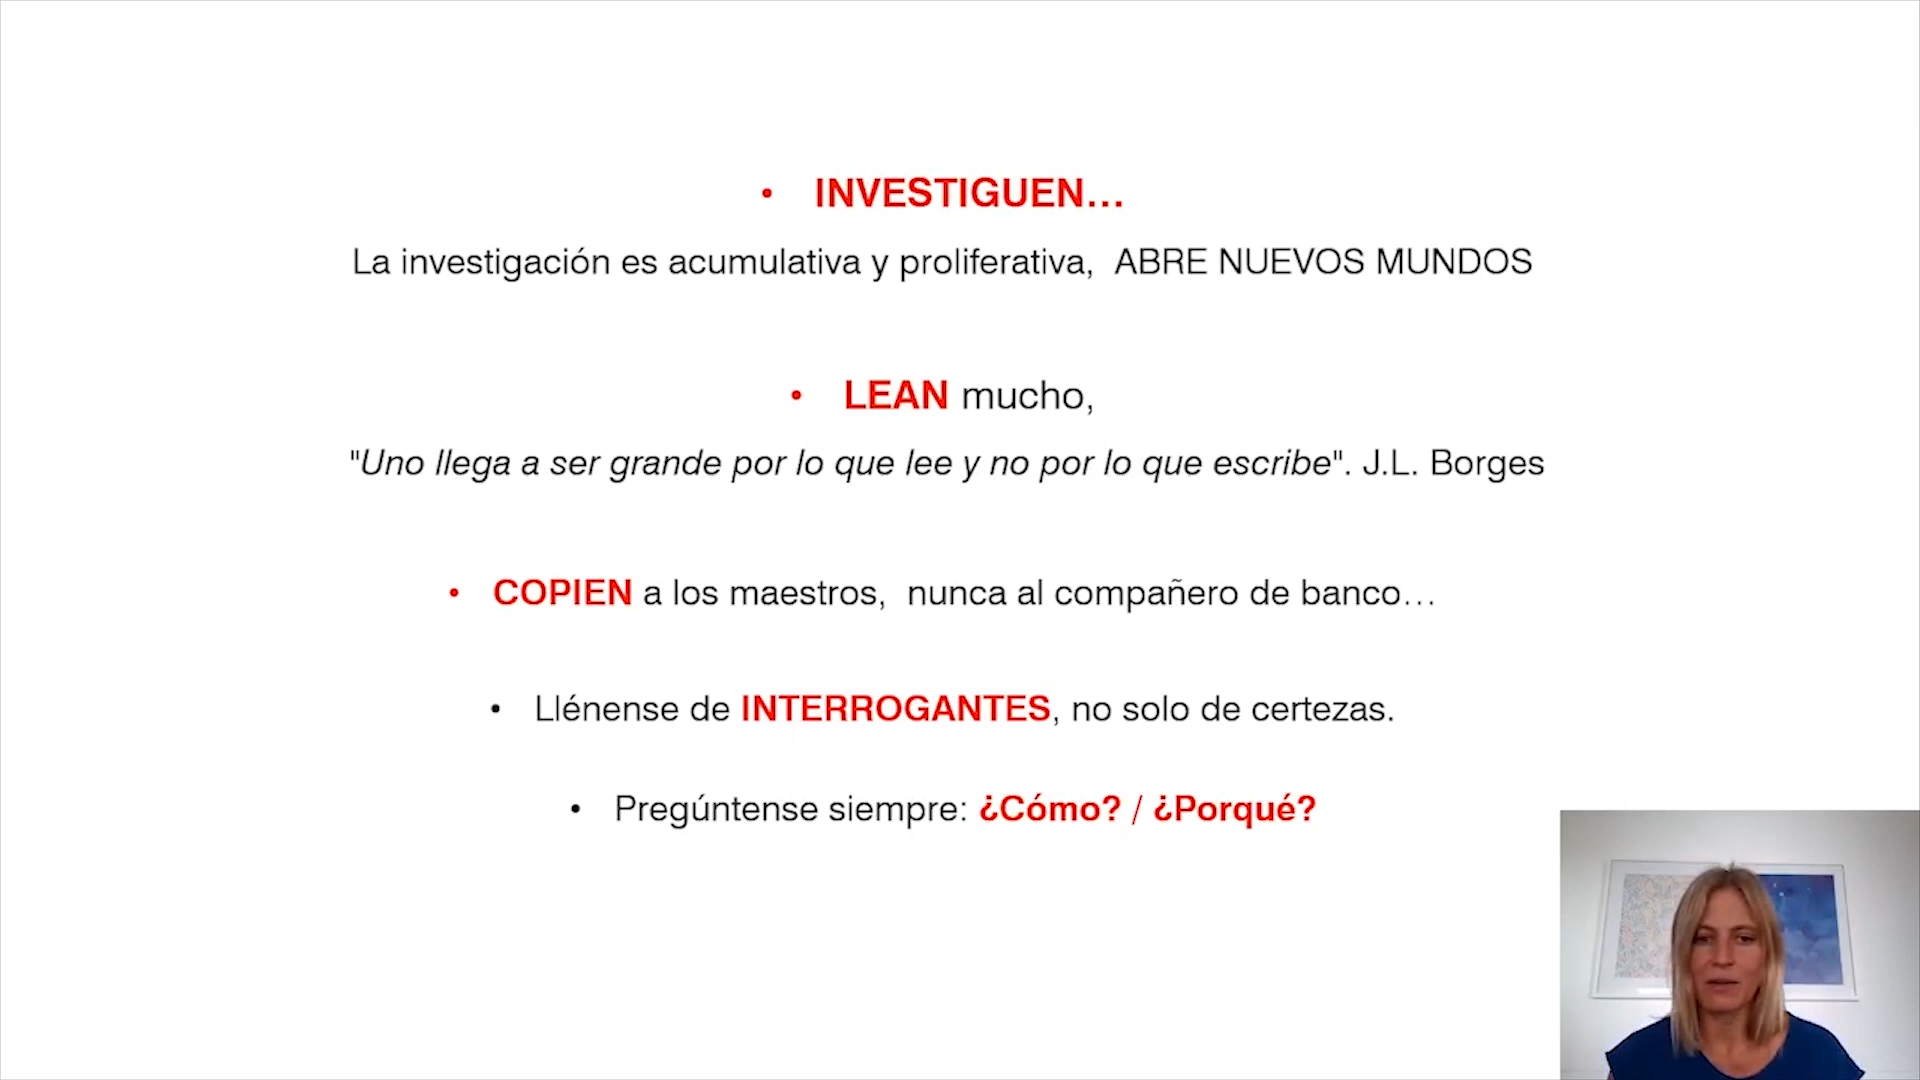 • INVESTIGUEN…
La investigación es acumulativa y proliferativa, ABRE NUEVOS MUNDOS
• LEAN mucho,
"Uno llega a ser grande por lo que lee y no por lo que escribe". J.L. Borges
• COPIEN a los maestros, nunca al compañero de banco…
• Llénense de INTERROGANTES, no solo de certezas.
• Pregúntense siempre: ¿Cómo? / ¿Porqué?